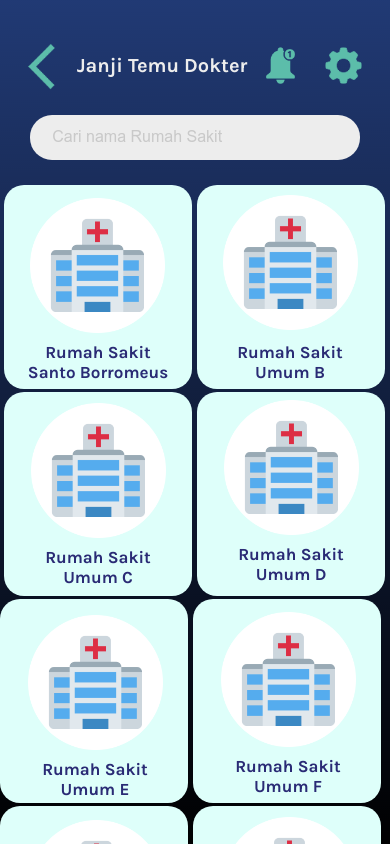 Janji Temu Dokter
1
Cari nama Rumah Sakit
Rumah Sakit
Santo Borromeus
Rumah Sakit
Umum B
Rumah Sakit
Umum C
Rumah Sakit
Umum D
Rumah Sakit
Umum E
Rumah Sakit
Umum F